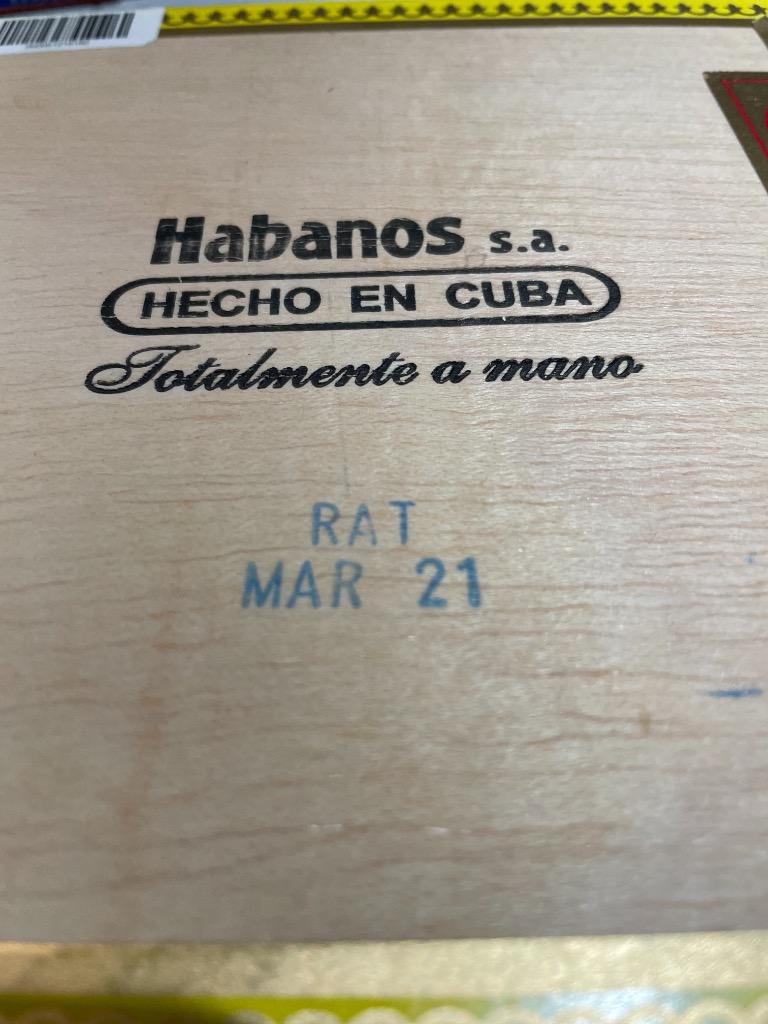 Habanos s.a.
HECHO EN CUBA
Totalmente a mano
RAT
MAR 21